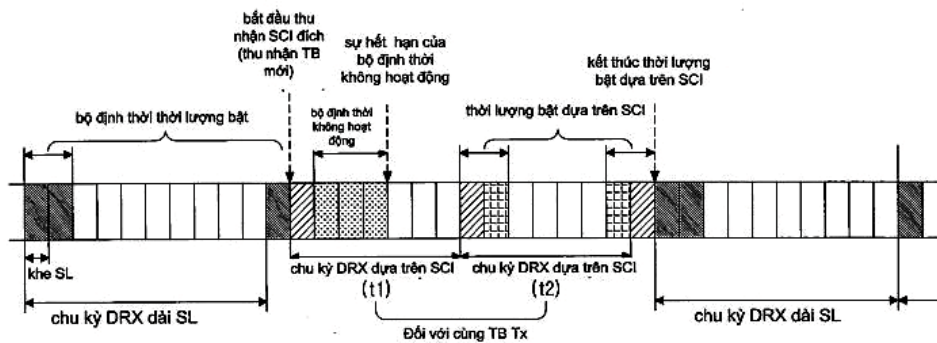 bắt đầu thu
nhận SCI đích
(thu nhận TB
mới)
sự hết hạn của
bộ định thời
không hoạt động
kết thúc thời lượng
bật dựa trên SCI
bộ định thời thời lượng bật
bộ định thời
không hoạt
động
thời lượng bật dựa trên SCI
khe SL
chu kỳ DRX dựa trên SCI
(t1)
chu kỳ DRX dựa trên SCI
(t2)
chu kỳ DRX dài SL
chu kỳ DRX dài SL
Đối với cùng TB Tx